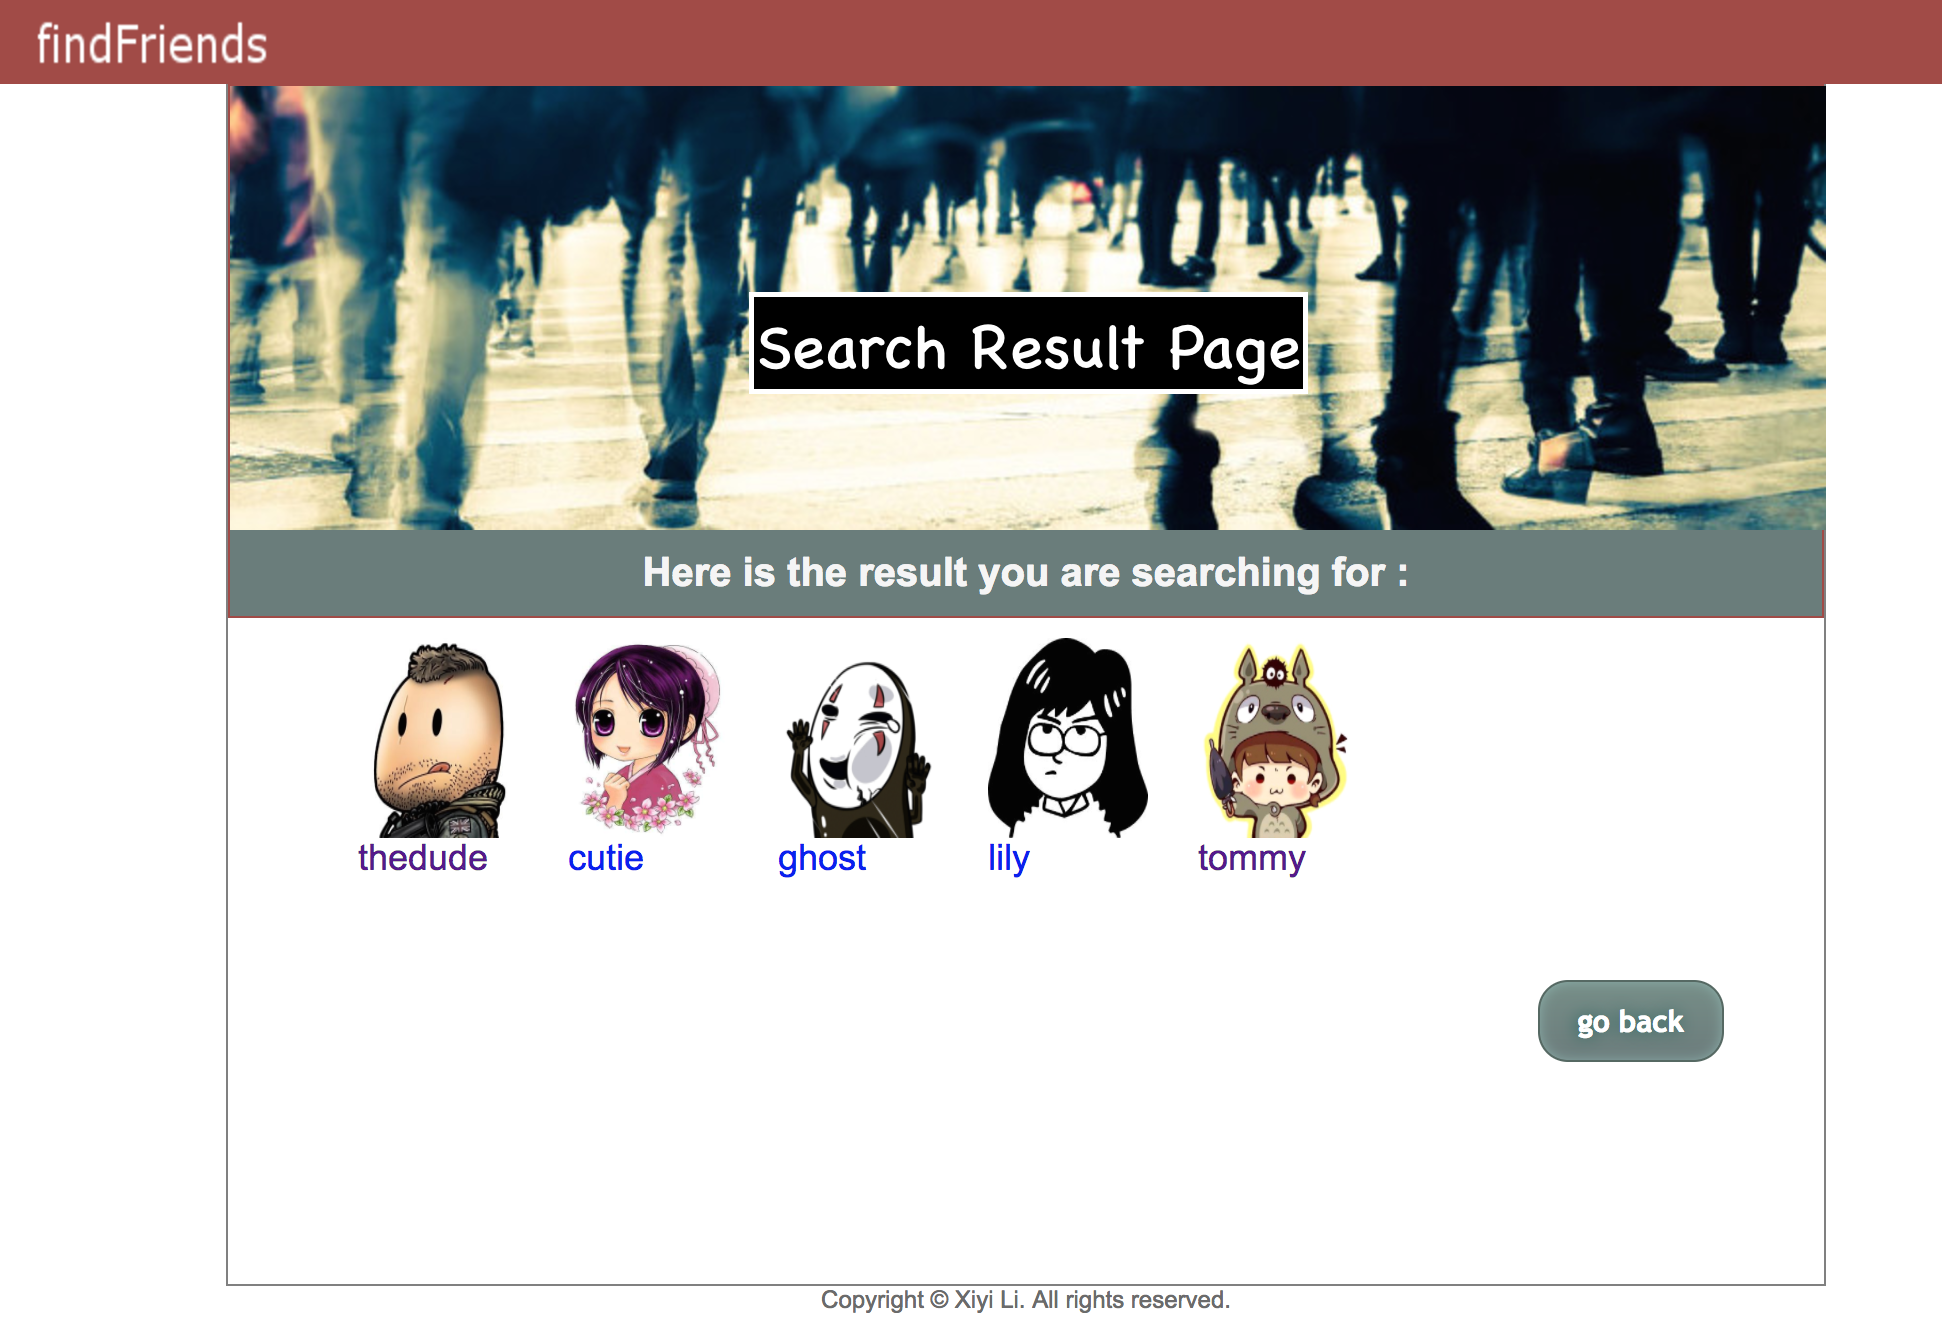 findFriends
Search Result Page
Here is the result you are searching for :
thedude
cutie
ghost
lily
tommy
go back
Copyright © Xiyi Li. All rights reserved.